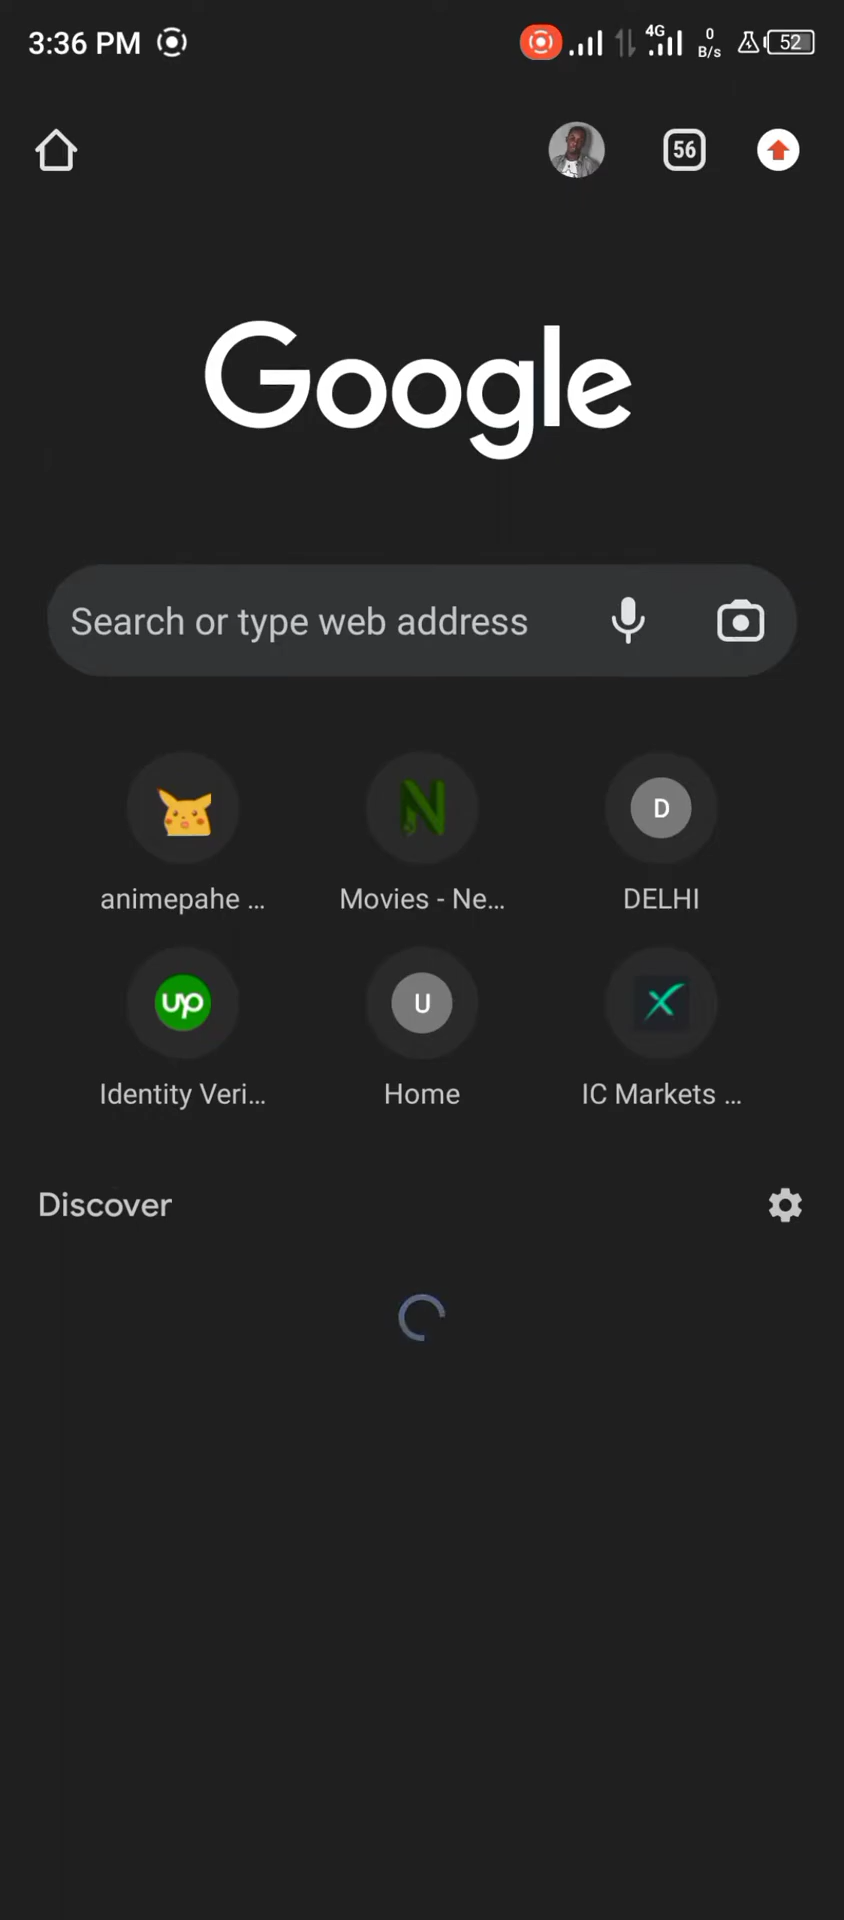 3:36 PM 4G 0 B/s 52
56
Google
Search or type web address
N D
animepahe ... Movies - Ne... DELHI
up U
Identity Veri... Home IC Markets ...
Discover